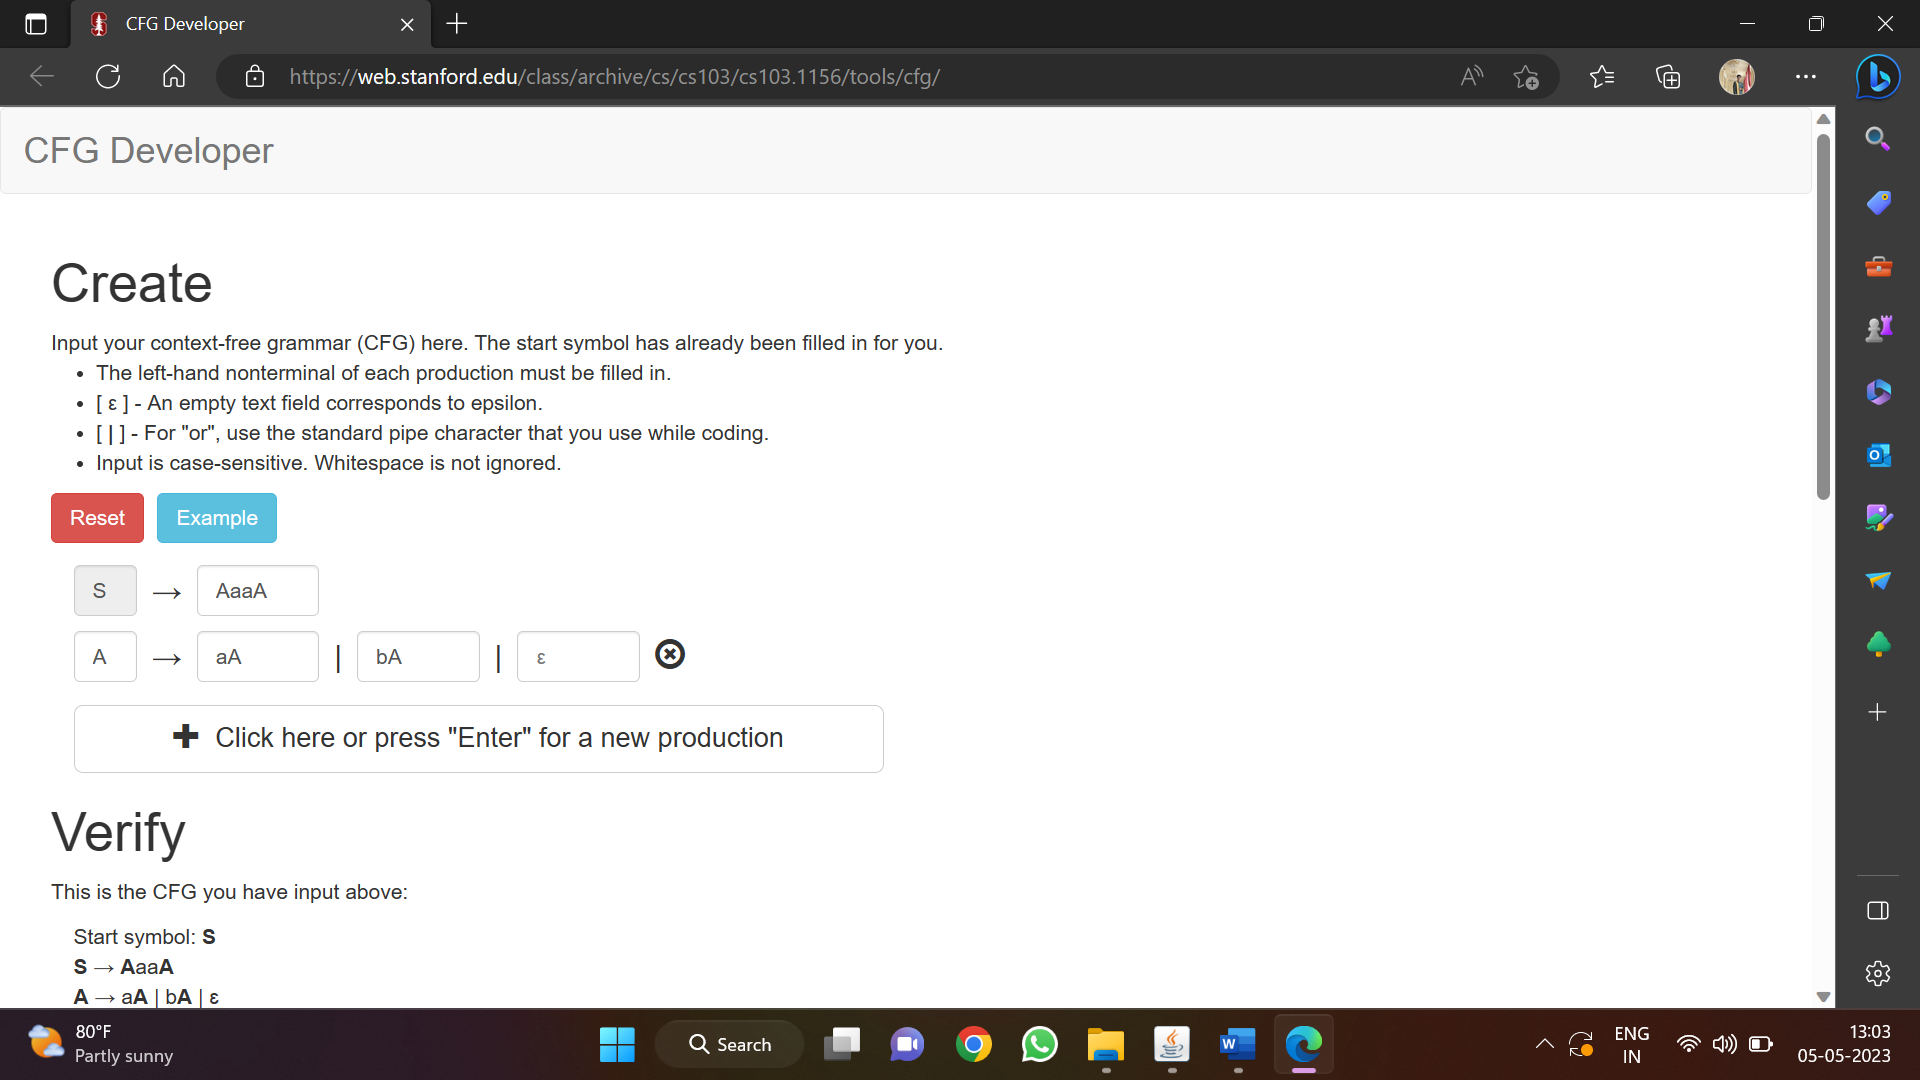 CFG Developer
https://web.stanford.edu/class/archive/cs/cs103/cs103.1156/tools/cfg/
CFG Developer
Create
Input your context-free grammar (CFG) here. The start symbol has already been filled in for you.
• The left-hand nonterminal of each production must be filled in.
• [ ε ] - An empty text field corresponds to epsilon.
• [ | ] - For "or", use the standard pipe character that you use while coding.
• Input is case-sensitive. Whitespace is not ignored.
Reset Example
S → AaaA
A → aA | bA | ε
Click here or press "Enter" for a new production
Verify
This is the CFG you have input above:
Start symbol: S
S → AaaA
A → aA | bA | ε
80°F
Partly sunny
Search
ENG
IN
13:03
05-05-2023